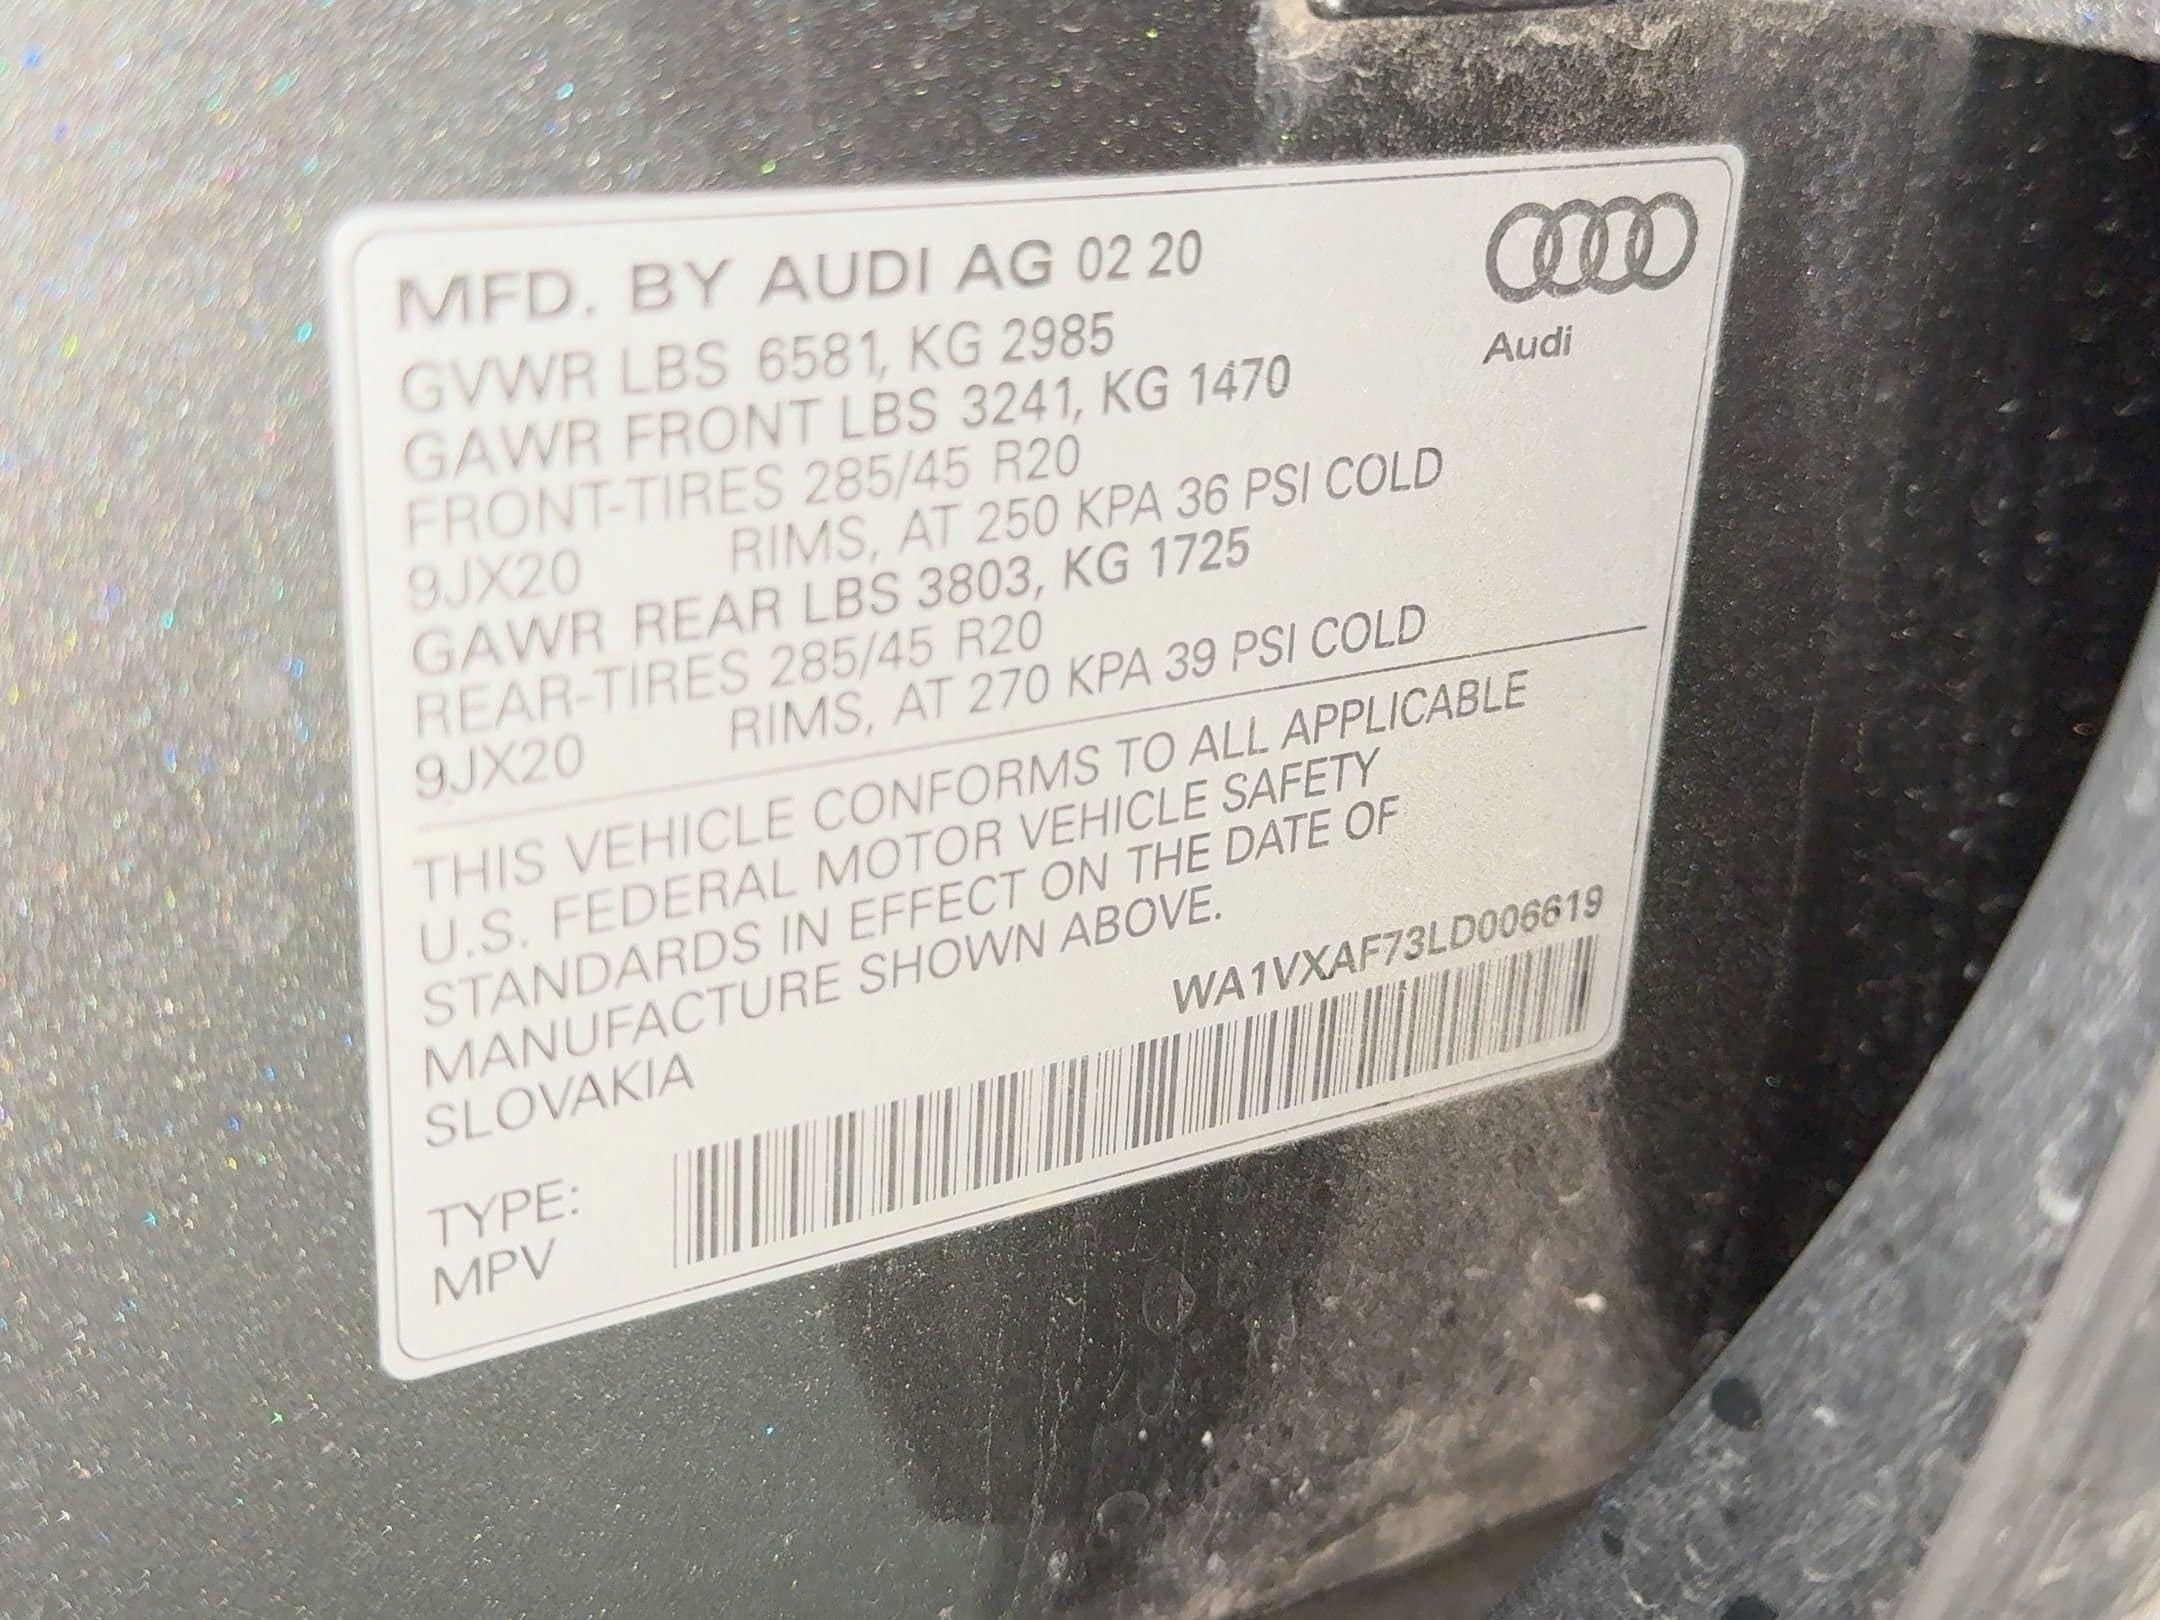 MFD. BY AUDI AG 02 20
GVWR LBS 6581, KG 2985
GAWR FRONT LBS 3241, KG 1470
FRONT-TIRES 285/45 R20
9JX20 RIMS, AT 250 KPA 36 PSI COLD
GAWR REAR LBS 3803, KG 1725
REAR-TIRES 285/45 R20
9JX20 RIMS, AT 270 KPA 39 PSI COLD
Audi
THIS VEHICLE CONFORMS TO ALL APPLICABLE
U.S. FEDERAL MOTOR VEHICLE SAFETY
STANDARDS IN EFFECT ON THE DATE OF
MANUFACTURE SHOWN ABOVE.
SLOVAKIA
WA1VXAF73LD006619
TYPE:
MPV